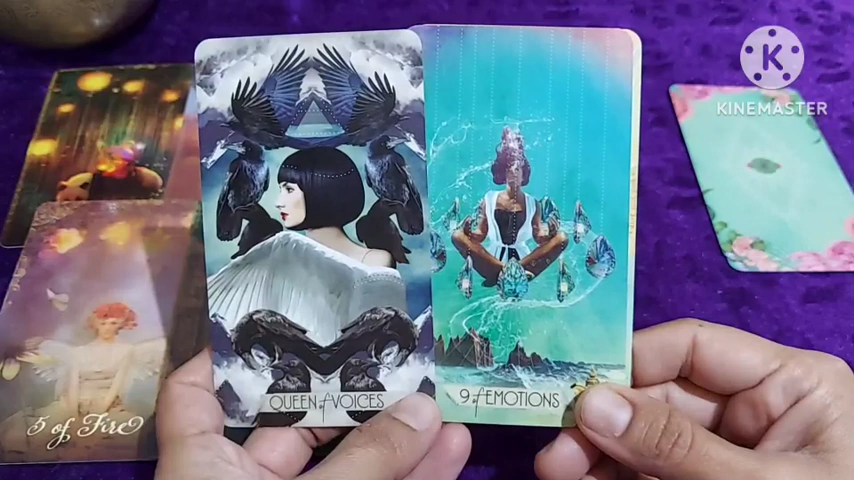 K
KINEMASTER
QUEEN of VOICES
9 of EMOTIONS
5 of Fire